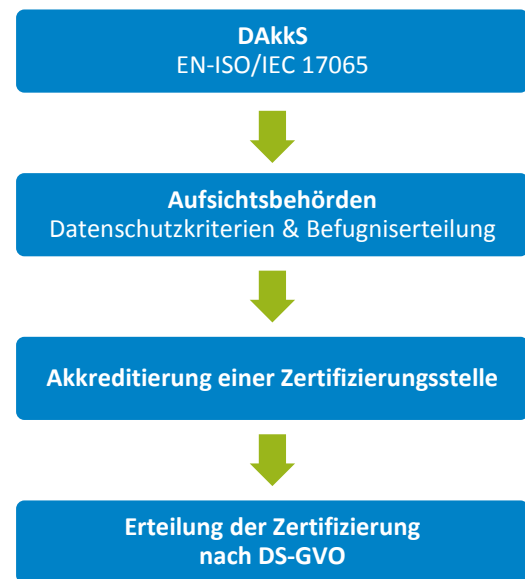 DAkkS
EN-ISO/IEC 17065
Aufsichtsbehörden
Datenschutzkriterien & Befugniserteilung
Akkreditierung einer Zertifizierungsstelle
Erteilung der Zertifizierung
nach DS-GVO